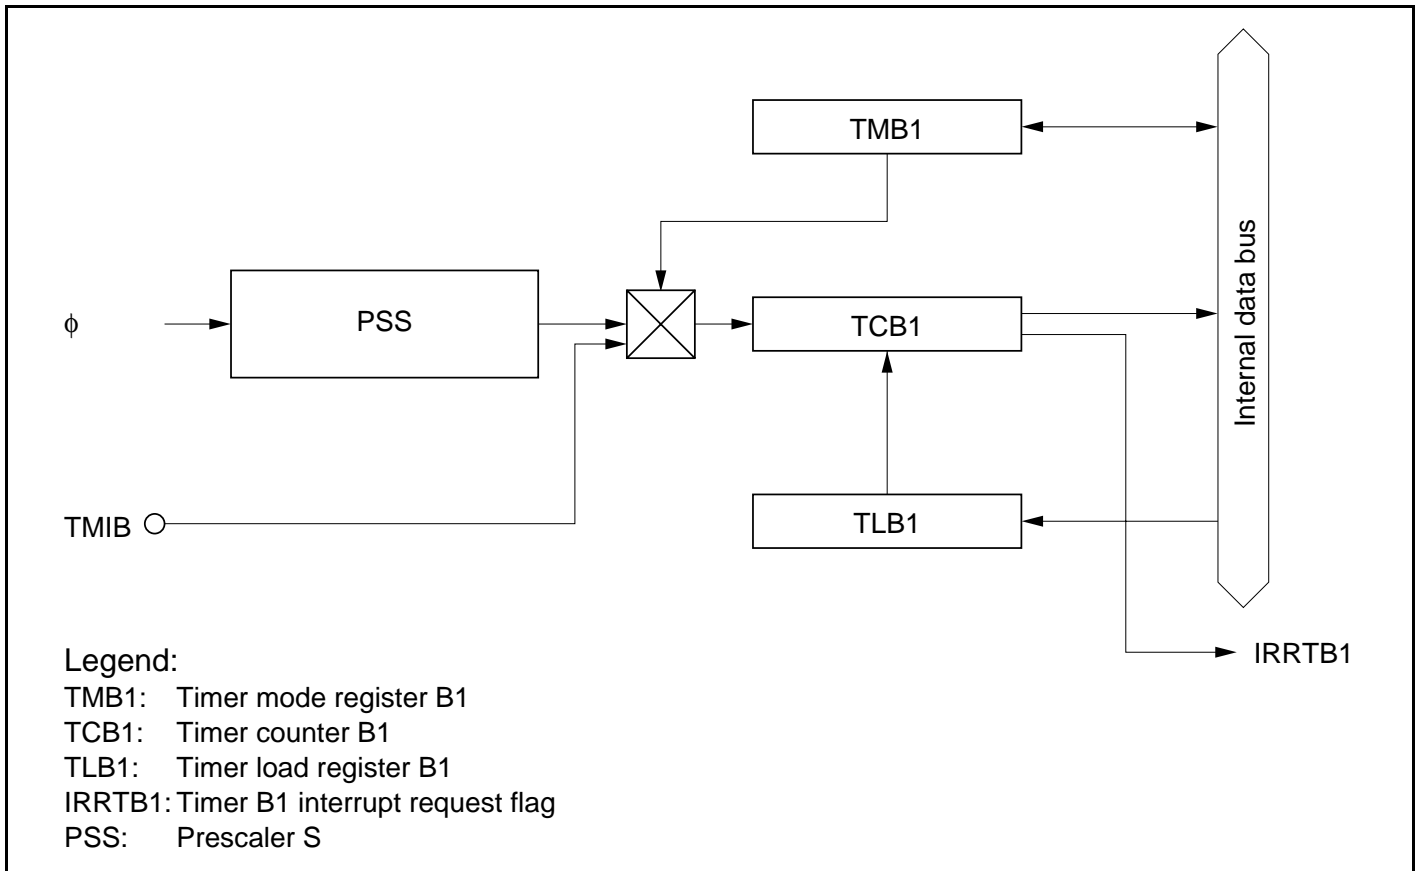 TMB1
φ
PSS
TCB1
Internal data bus
TMIB
TLB1
IRRTB1
Legend:
TMB1: Timer mode register B1
TCB1: Timer counter B1
TLB1: Timer load register B1
IRRTB1: Timer B1 interrupt request flag
PSS: Prescaler S